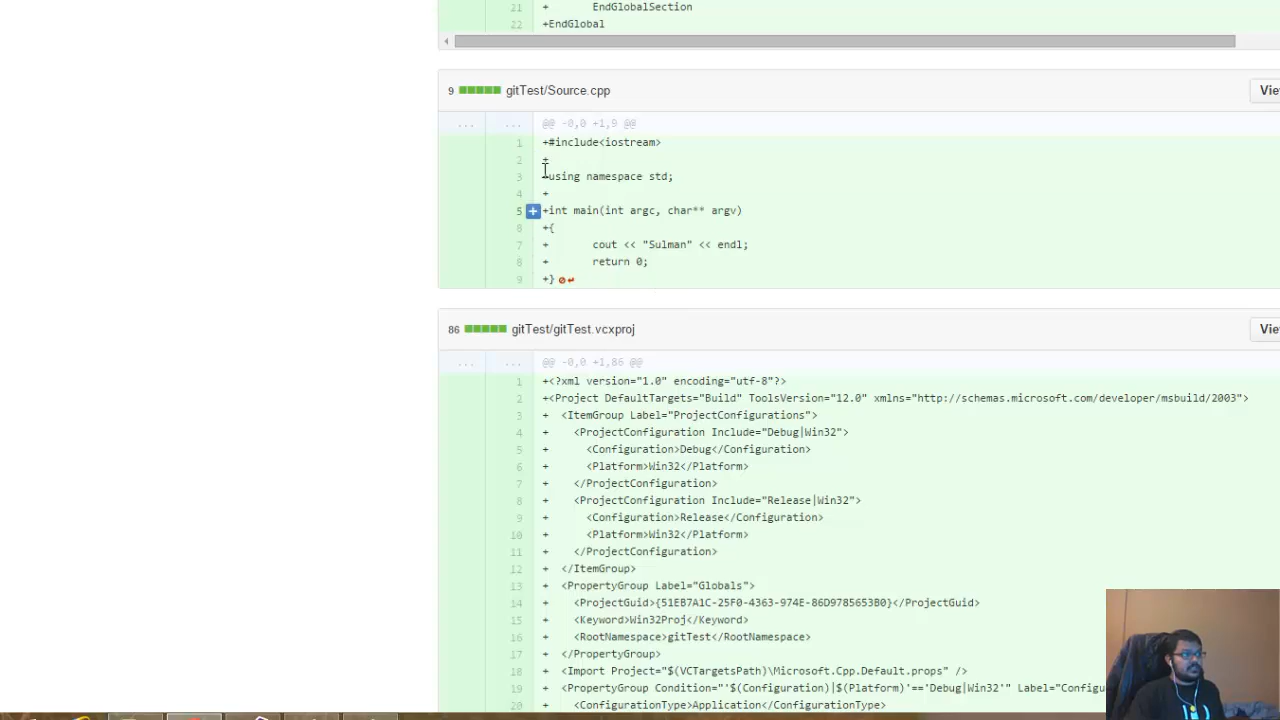 21 + EndGlobalSection
22 +EndGlobal
9 gitTest/Source.cpp
... ... @@ -0,0 +1,9 @@
1 +#include<iostream>
2 +
3 +using namespace std;
4 +
5 +int main(int argc, char** argv)
6 +{
7 + cout << "Sulman" << endl;
8 + return 0;
9 +}
86 gitTest/gitTest.vcxproj
... ... @@ -0,0 +1,86 @@
1 +<?xml version="1.0" encoding="utf-8"?>
2 +<Project DefaultTargets="Build" ToolsVersion="12.0" xmlns="http://schemas.microsoft.com/developer/msbuild/2003">
3 + <ItemGroup Label="ProjectConfigurations">
4 + <ProjectConfiguration Include="Debug|Win32">
5 + <Configuration>Debug</Configuration>
6 + <Platform>Win32</Platform>
7 + </ProjectConfiguration>
8 + <ProjectConfiguration Include="Release|Win32">
9 + <Configuration>Release</Configuration>
10 + <Platform>Win32</Platform>
11 + </ProjectConfiguration>
12 + </ItemGroup>
13 + <PropertyGroup Label="Globals">
14 + <ProjectGuid>{51EB7A1C-25F0-4363-974E-86D9785653B0}</ProjectGuid>
15 + <Keyword>Win32Proj</Keyword>
16 + <RootNamespace>gitTest</RootNamespace>
17 + </PropertyGroup>
18 + <Import Project="$(VCTargetsPath)\Microsoft.Cpp.Default.props" />
19 + <PropertyGroup Condition="'$(Configuration)|$(Platform)'=='Debug|Win32'" Label="Configu
20 + <ConfigurationType>Application</ConfigurationType>